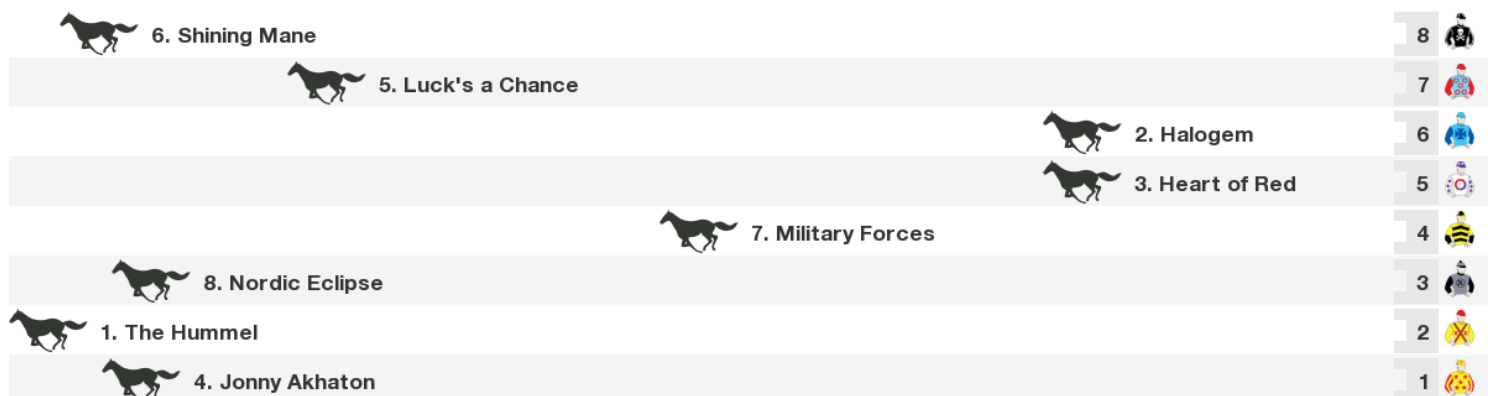 6. Shining Mane 8
5. Luck's a Chance 7
2. Halogem 6
3. Heart of Red 5
7. Military Forces 4
8. Nordic Eclipse 3
1. The Hummel 2
4. Jonny Akhaton 1